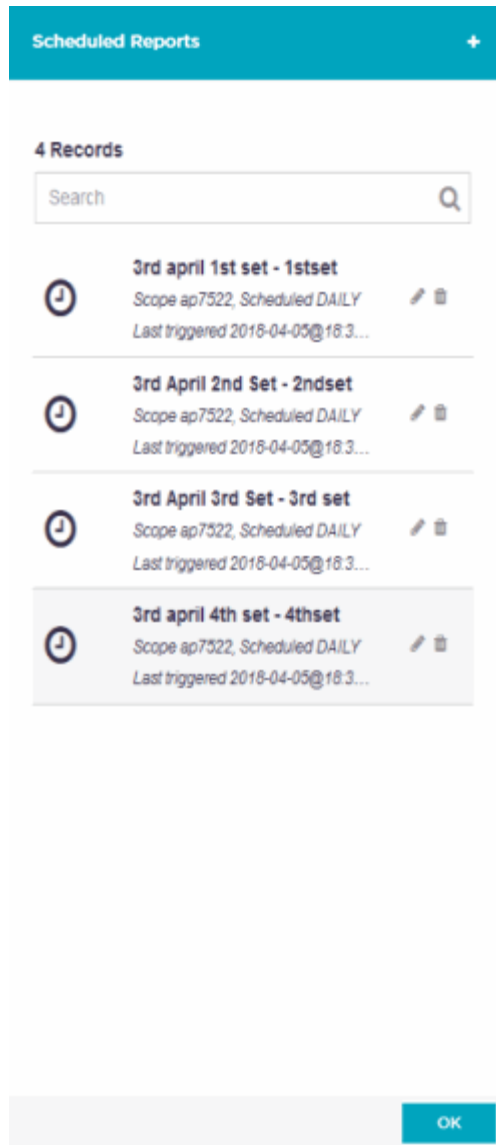 Scheduled Reports +
4 Records
Search
3rd april 1st set - 1stset
Scope ap7522, Scheduled DAILY
Last triggered 2018-04-05@18:3...
3rd April 2nd Set - 2ndset
Scope ap7522, Scheduled DAILY
Last triggered 2018-04-05@18:3...
3rd April 3rd Set - 3rd set
Scope ap7522, Scheduled DAILY
Last triggered 2018-04-05@18:3...
3rd april 4th set - 4thset
Scope ap7522, Scheduled DAILY
Last triggered 2018-04-05@18:3...
OK